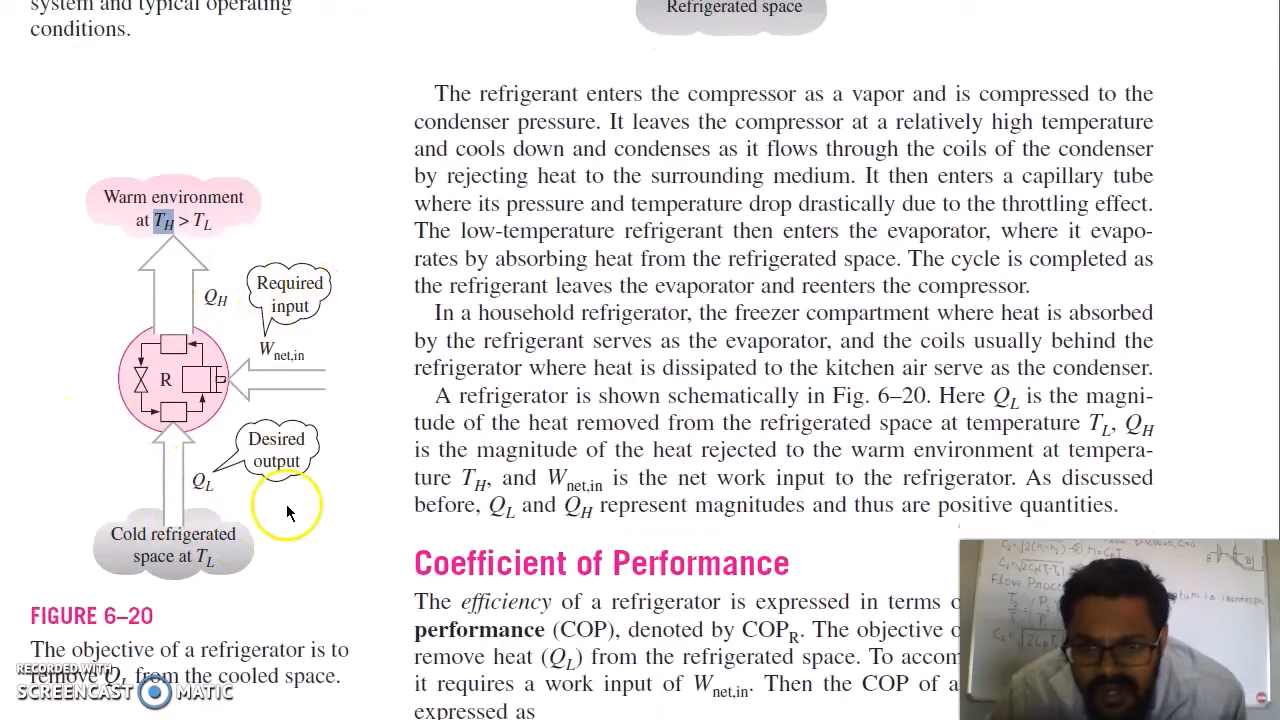 system and typical operating
conditions.
Refrigerated space
The refrigerant enters the compressor as a vapor and is compressed to the
condenser pressure. It leaves the compressor at a relatively high temperature
and cools down and condenses as it flows through the coils of the condenser
by rejecting heat to the surrounding medium. It then enters a capillary tube
where its pressure and temperature drop drastically due to the throttling effect.
The low-temperature refrigerant then enters the evaporator, where it evapo-
rates by absorbing heat from the refrigerated space. The cycle is completed as
the refrigerant leaves the evaporator and reenters the compressor.
In a household refrigerator, the freezer compartment where heat is absorbed
by the refrigerant serves as the evaporator, and the coils usually behind the
refrigerator where heat is dissipated to the kitchen air serve as the condenser.
A refrigerator is shown schematically in Fig. 6–20. Here QL is the magni-
tude of the heat removed from the refrigerated space at temperature TL, QH
is the magnitude of the heat rejected to the warm environment at tempera-
ture TH, and Wnet,in is the net work input to the refrigerator. As discussed
before, QL and QH represent magnitudes and thus are positive quantities.
Coefficient of Performance
The efficiency of a refrigerator is expressed in terms
performance (COP), denoted by COPR. The objective
remove heat (QL) from the refrigerated space. To
it requires a work input of Wnet,in. Then the COP of a
expressed as
Warm environment
at TH > TL
QH
Required
input
Wnet,in
R
Desired
output
QL
Cold refrigerated
space at TL
FIGURE 6–20
The objective of a refrigerator is to
remove QL from the cooled space.
RECORDED WITH
SCREENCAST MATIC
Flow